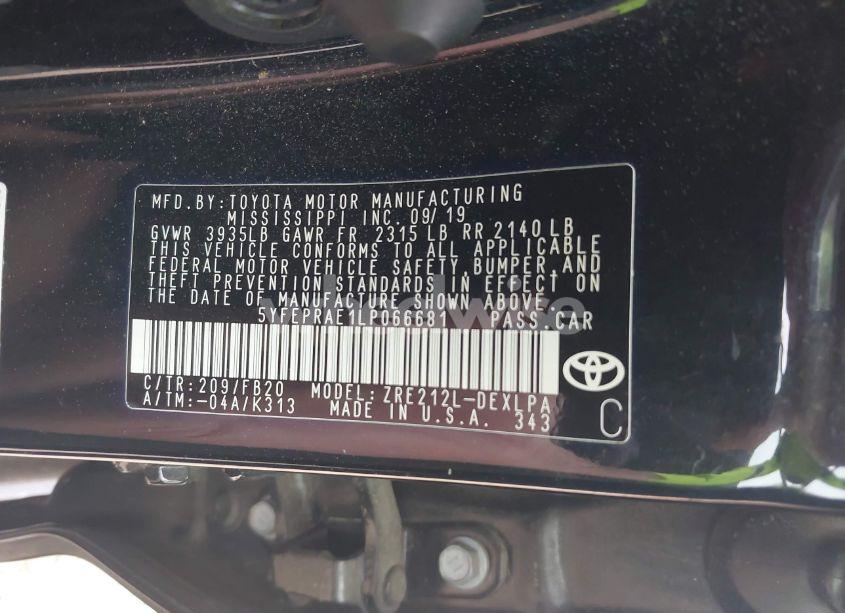 MFD.BY:TOYOTA MOTOR MANUFACTURING
MISSISSIPPI INC. 09/19
GVWR 3935LB GAWR FR 2315 LB RR 2140 LB
THIS VEHICLE CONFORMS TO ALL APPLICABLE
FEDERAL MOTOR VEHICLE SAFETY,BUMPER,AND
THEFT PREVENTION STANDARDS IN EFFECT ON
THE DATE OF MANUFACTURE SHOWN ABOVE.
5YFEPRAE1LP066681 PASS.CAR
C/TR:209/FB20 MODEL:ZRE212L-DEXLPA
A/TM:-04A/K313 MADE IN U.S.A. 343
C